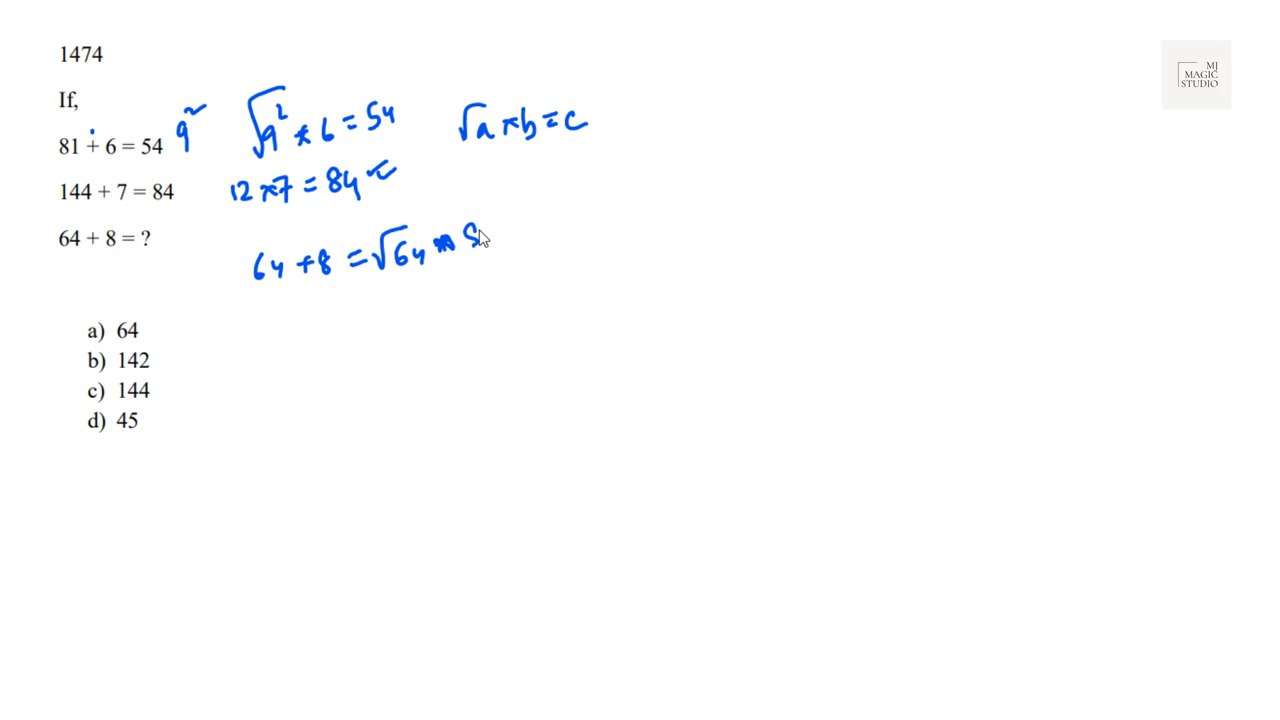 1474
If,
81 + 6 = 54
144 + 7 = 84
64 + 8 = ?
a) 64
b) 142
c) 144
d) 45
9²
√9² * 6 = 54
12 × 7 = 84
√a × b = c
64 + 8 = √64 * 8
MJ
MAGIC
STUDIO